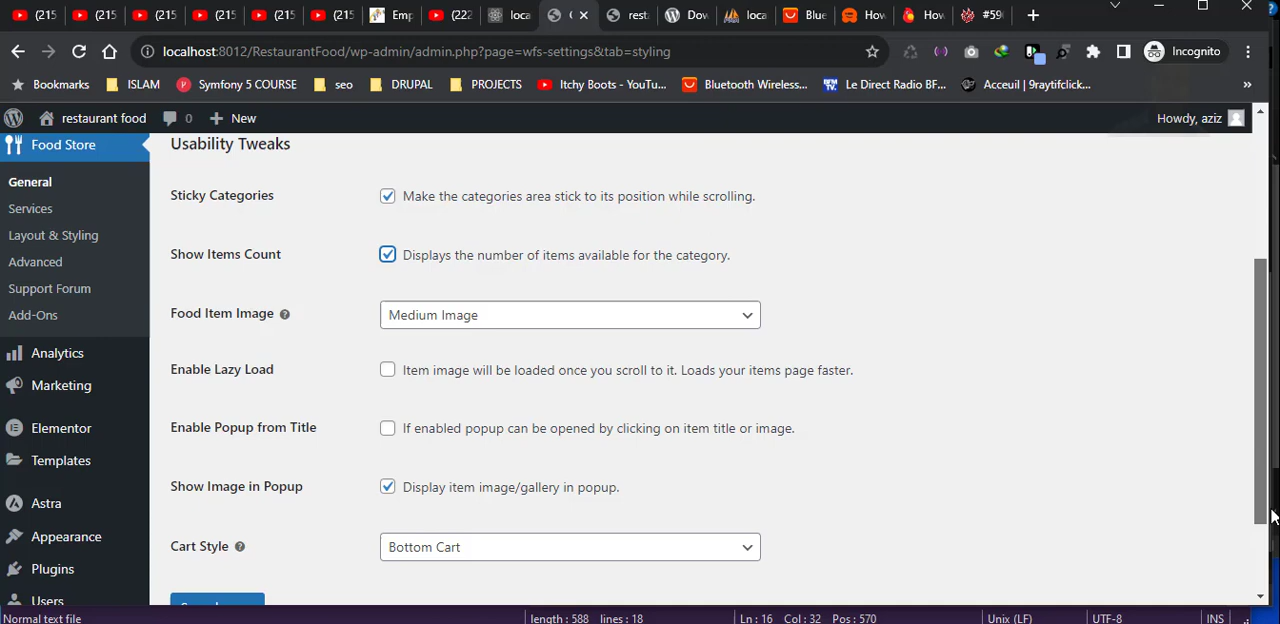 (215
(215
(215
(215
(215
(215
Emp
(222
loca
(
rest
Dov
loca
Blue
How
How
#59
localhost:8012/RestaurantFood/wp-admin/admin.php?page=wfs-settings&tab=styling
Incognito
Bookmarks
ISLAM
Symfony 5 COURSE
seo
DRUPAL
PROJECTS
Itchy Boots - YouT...
Bluetooth Wireless...
Le Direct Radio BF...
Acceuil | 9raytifclick...
»
restaurant food
0
New
Howdy, aziz
Food Store
General
Services
Layout & Styling
Advanced
Support Forum
Add-Ons
Analytics
Marketing
Elementor
Templates
Astra
Appearance
Plugins
Users
Usability Tweaks
Sticky Categories
Make the categories area stick to its position while scrolling.
Show Items Count
Displays the number of items available for the category.
Food Item Image
Medium Image
Enable Lazy Load
Item image will be loaded once you scroll to it. Loads your items page faster.
Enable Popup from Title
If enabled popup can be opened by clicking on item title or image.
Show Image in Popup
Display item image/gallery in popup.
Cart Style
Bottom Cart
Normal text file
length : 588 lines : 18
Ln : 16 Col : 32 Pos : 570
Unix (LF)
UTF-8
INS